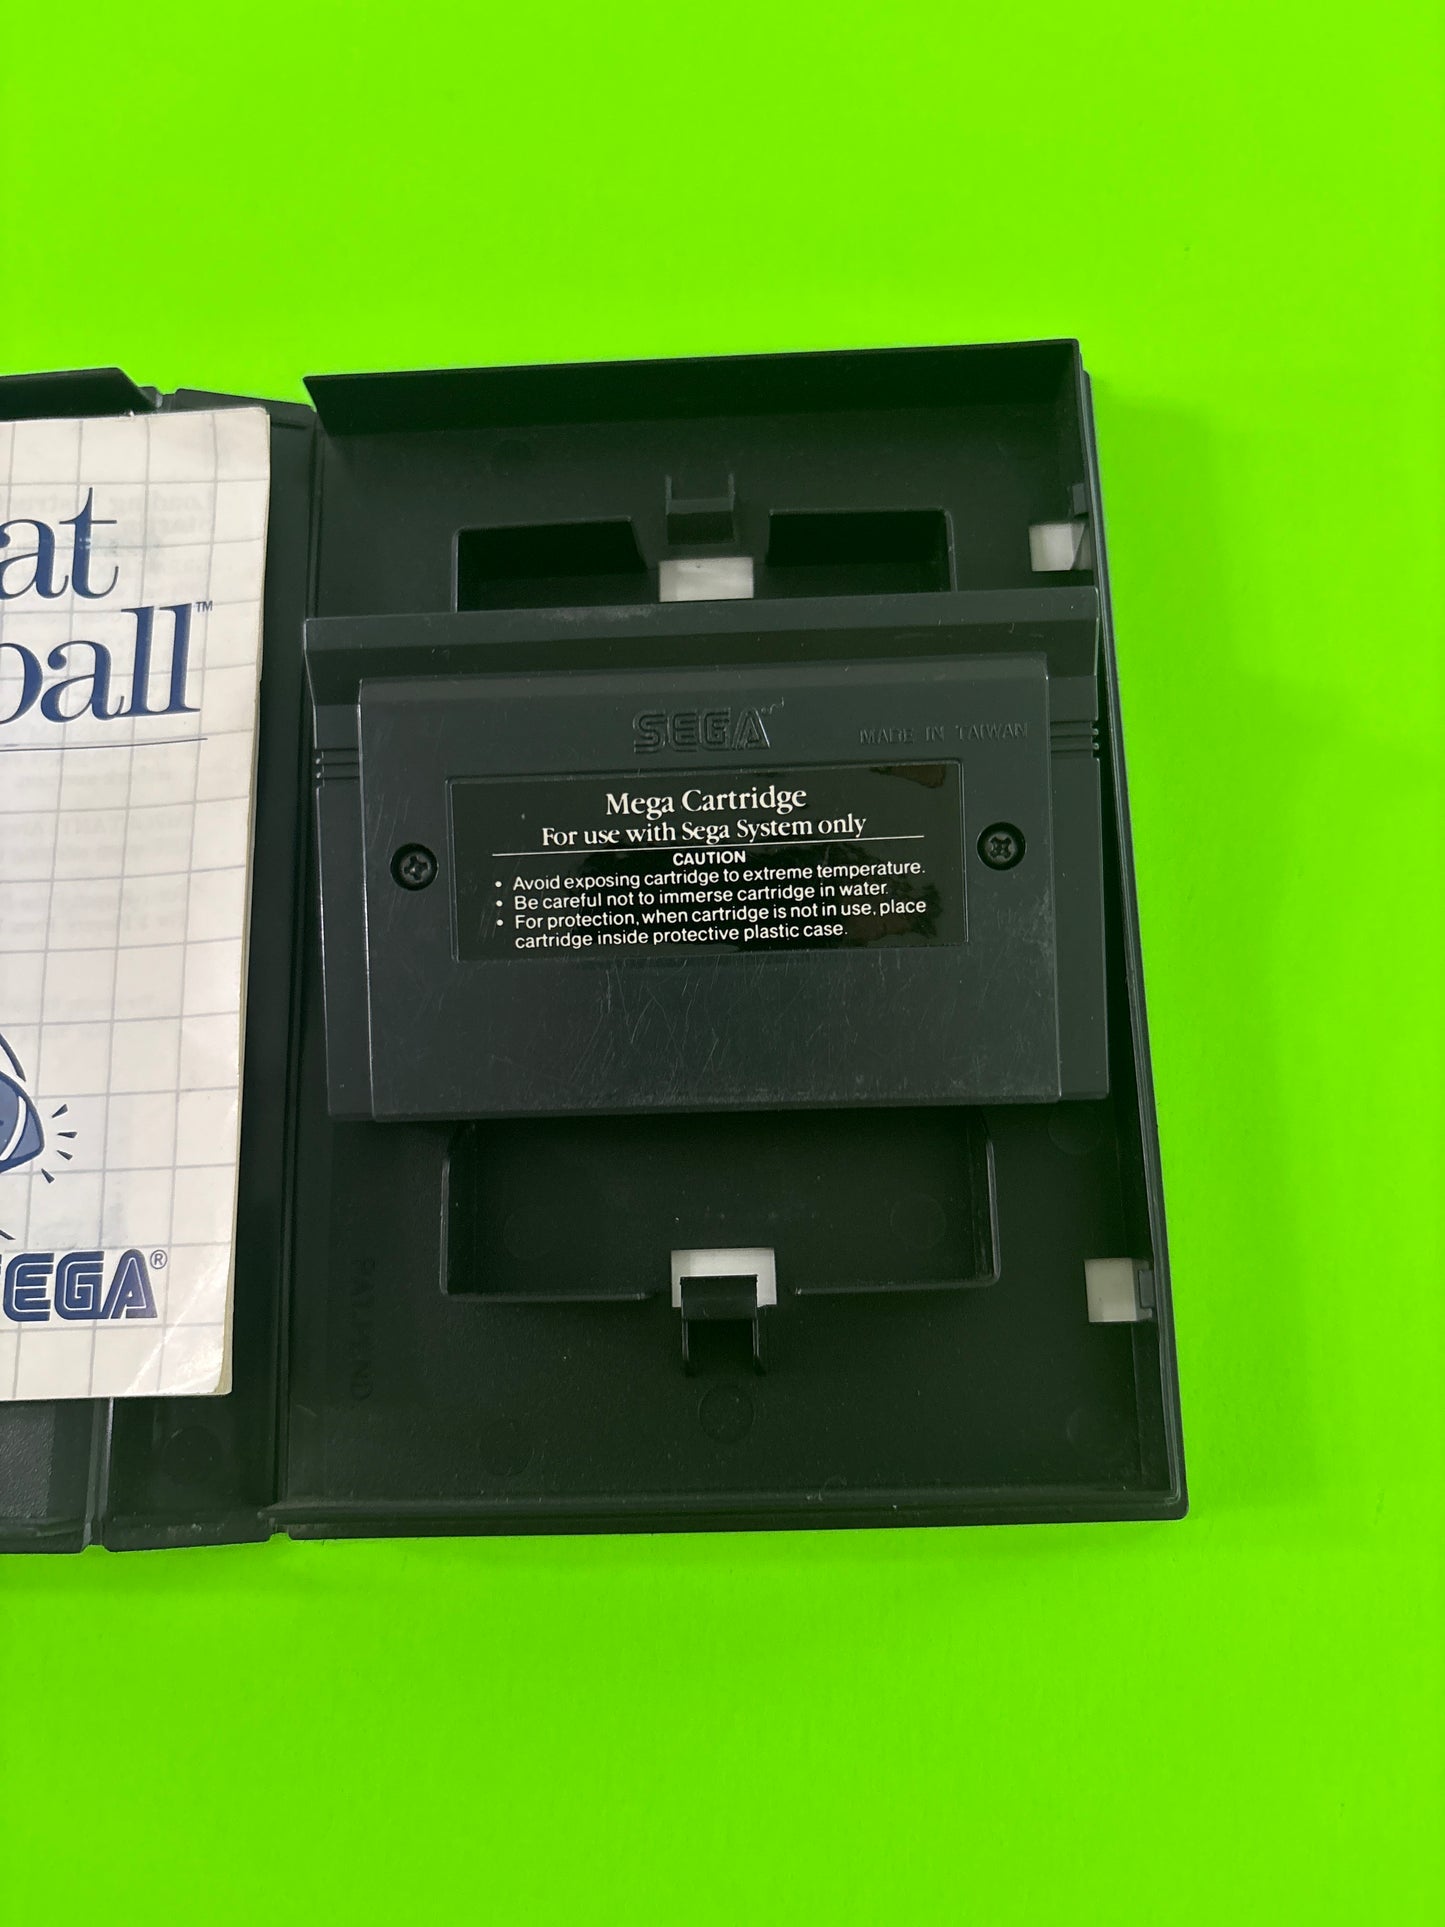 at
ball™
SEGA®
SEGA™
MADE IN TAIWAN
Mega Cartridge
For use with Sega System only
CAUTION
• Avoid exposing cartridge to extreme temperature.
• Be careful not to immerse cartridge in water.
• For protection, when cartridge is not in use, place
cartridge inside protective plastic case.